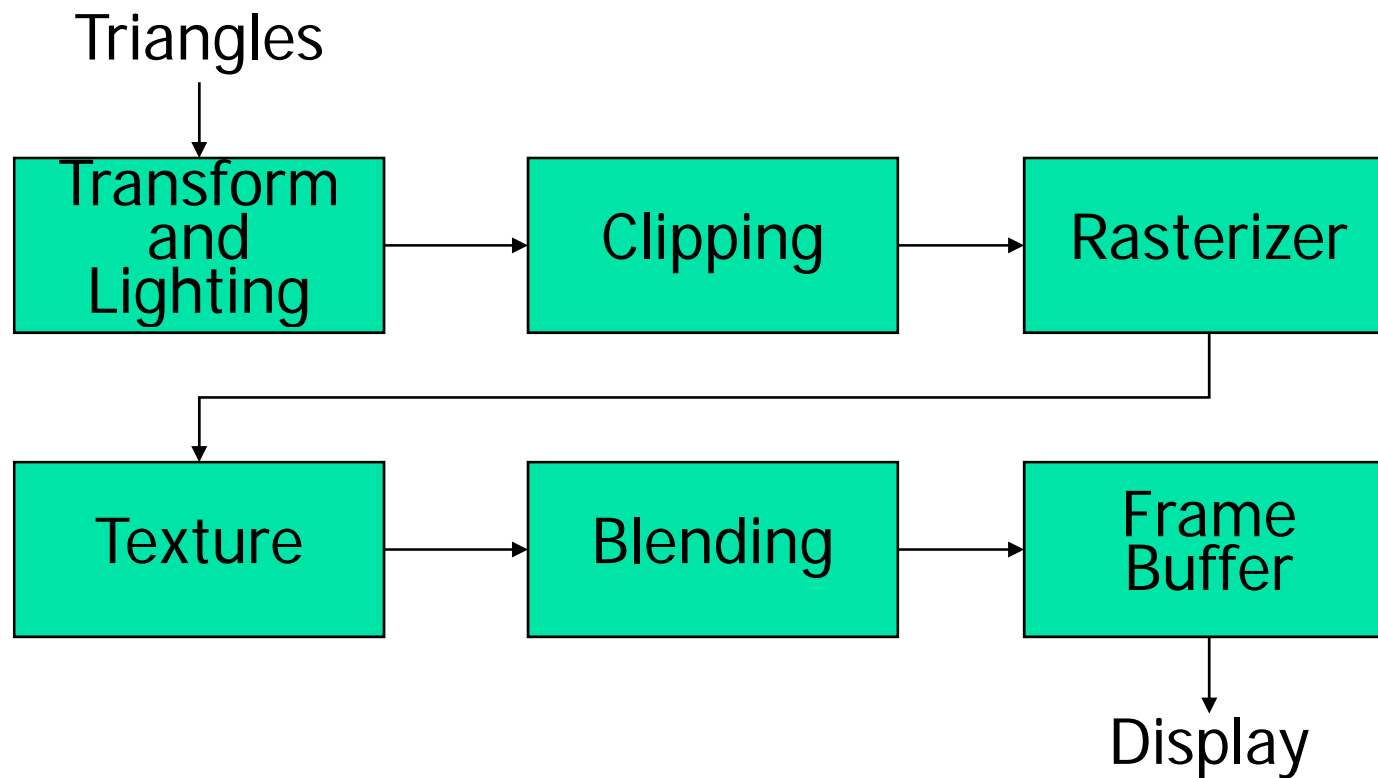 Triangles
Transform
and
Lighting
Clipping
Rasterizer
Texture
Blending
Frame
Buffer
Display